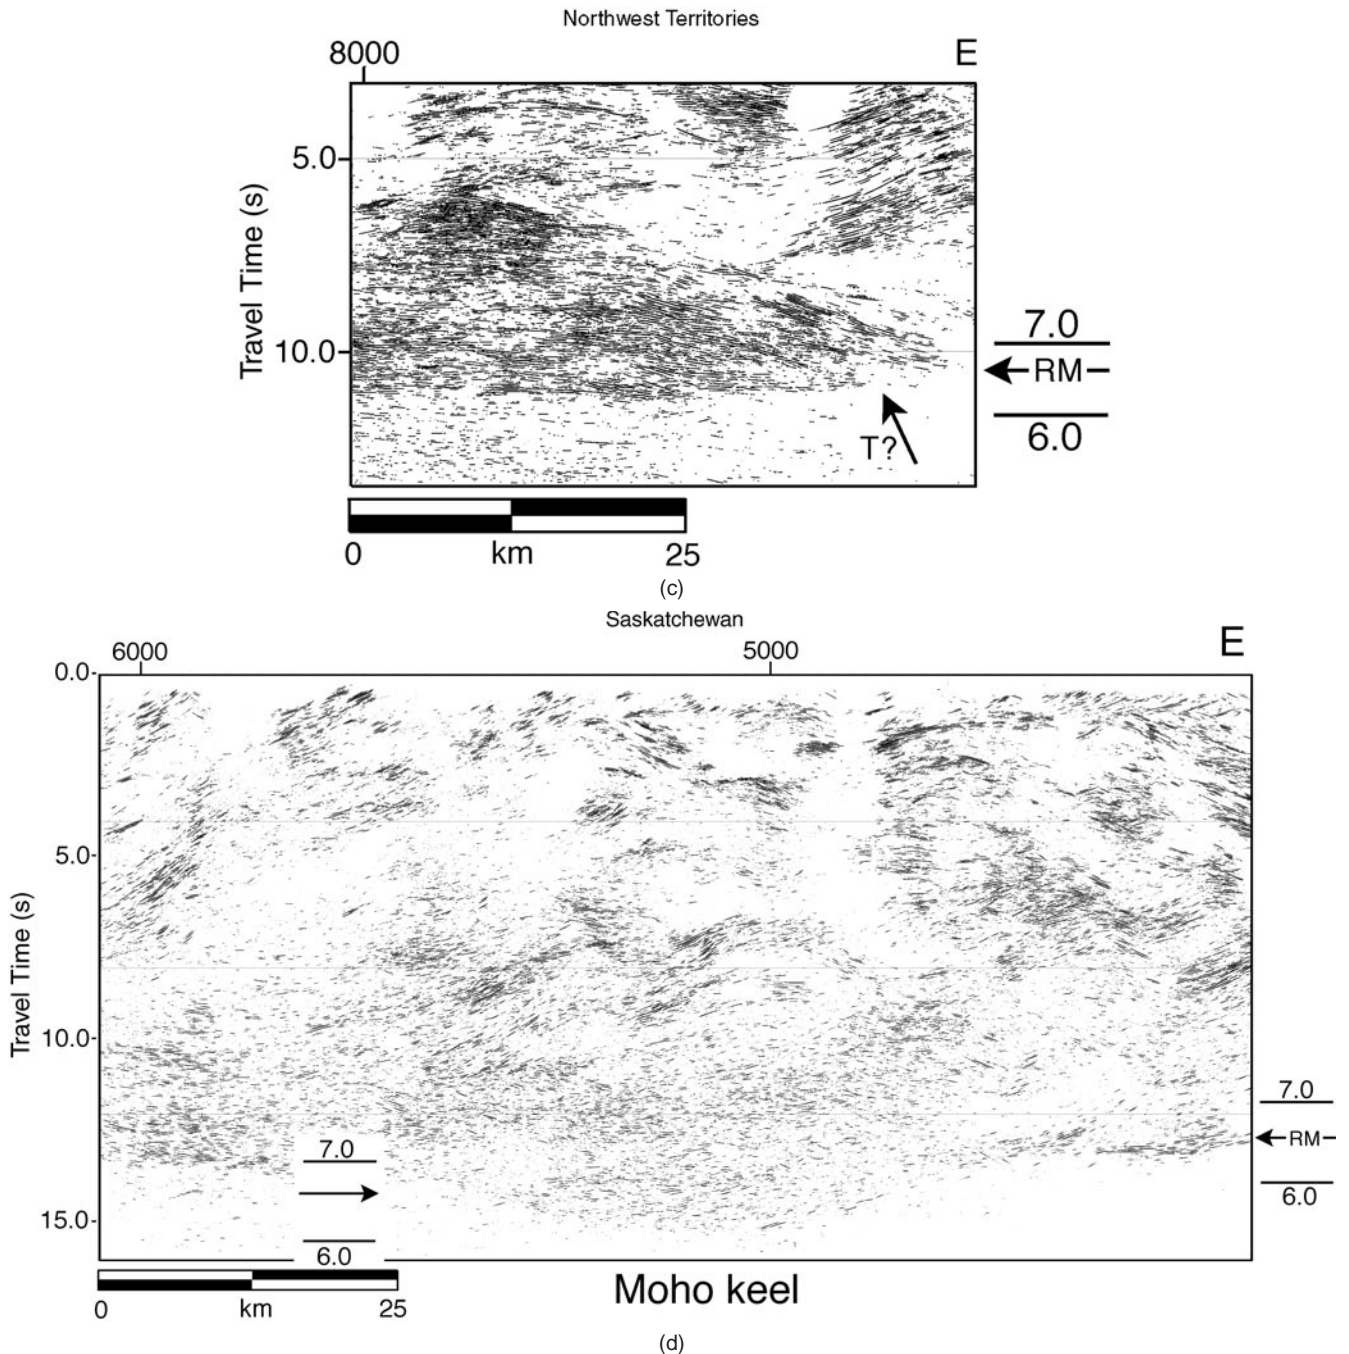 Northwest Territories
8000 E
5.0
Travel Time (s)
10.0
7.0
RM
6.0
T?
0 km 25
(c)
Saskatchewan
6000 5000 E
0.0
5.0
Travel Time (s)
10.0
7.0
RM
7.0
6.0
15.0
6.0
0 km 25
Moho keel
(d)